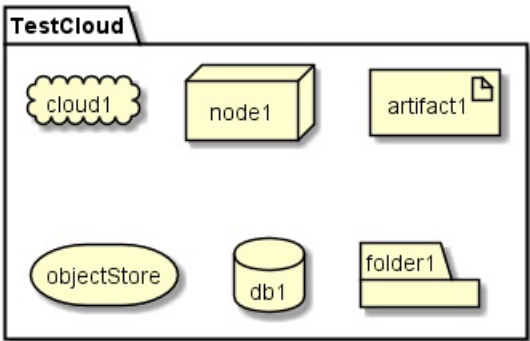 TestCloud
cloud1
node1
artifact1
objectStore
db1
folder1